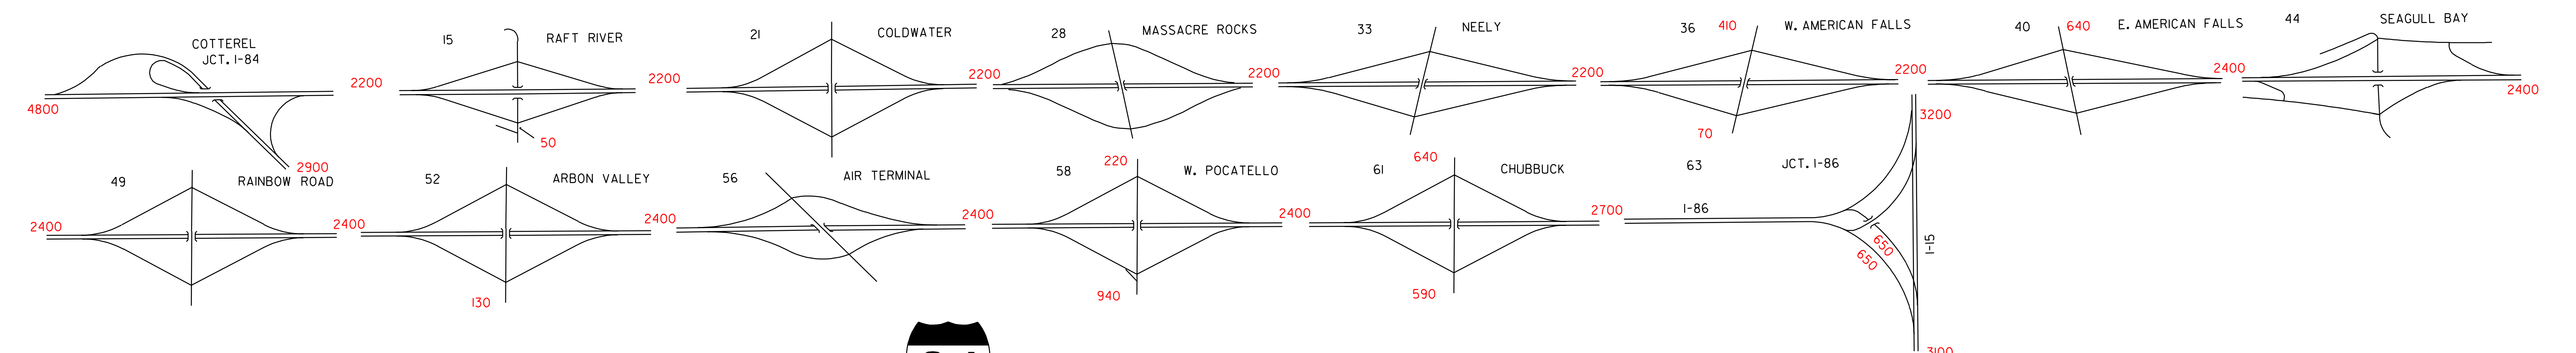 COTTEREL
JCT. I-84
4800
2200
2900
15
RAFT RIVER
50
2200
21
COLDWATER
2200
28
MASSACRE ROCKS
2200
33
NEELY
2200
36
410
W. AMERICAN FALLS
70
2200
3200
40
640
E. AMERICAN FALLS
2400
44
SEAGULL BAY
2400
49
RAINBOW ROAD
2400
2400
52
ARBON VALLEY
130
2400
56
AIR TERMINAL
2400
58
220
W. POCATELLO
940
2400
61
640
CHUBBUCK
590
2700
63
JCT. I-86
I-86
650
650
I-15
3100